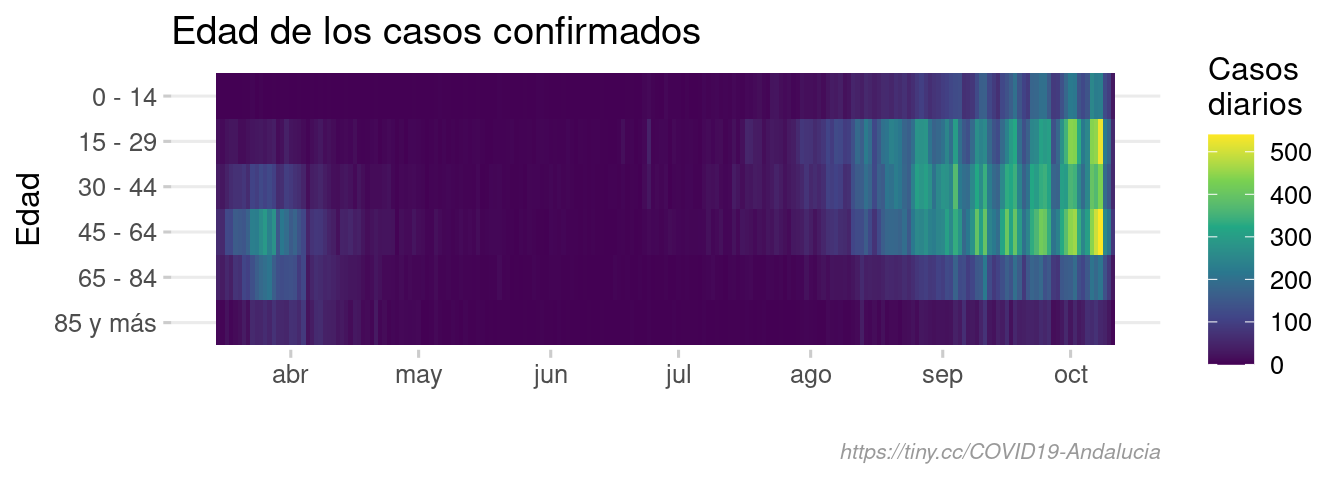 Edad de los casos confirmados
Casos
diarios
Edad
0 - 14
15 - 29
30 - 44
45 - 64
65 - 84
85 y más
500
400
300
200
100
0
abr
may
jun
jul
ago
sep
oct
https://tiny.cc/COVID19-Andalucia